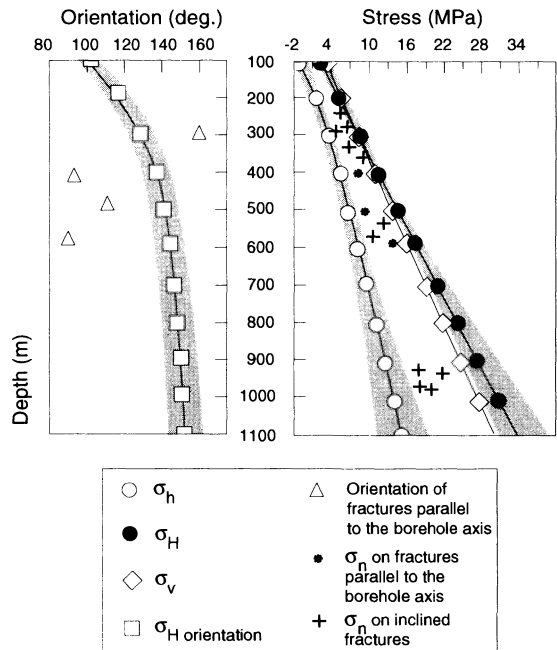 Orientation (deg.)
80 100 120 140 160
Stress (MPa)
-2 4 10 16 22 28 34
Depth (m)
100
200
300
400
500
600
700
800
900
1000
1100
σh
σH
σv
σH orientation
Orientation of
fractures parallel
to the borehole axis
σn on fractures
parallel to the
borehole axis
σn on inclined
fractures